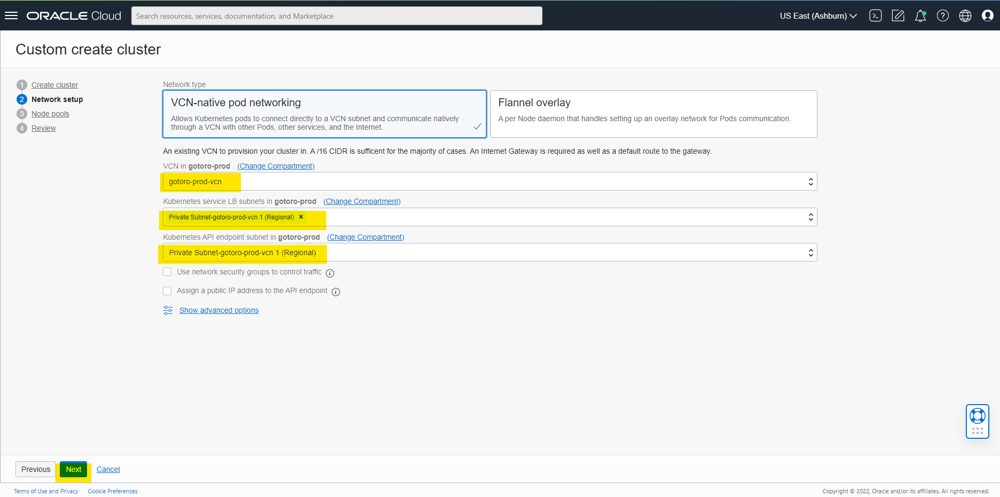 ORACLE Cloud
Search resources, services, documentation, and Marketplace
US East (Ashburn)
Custom create cluster
1 Create cluster
2 Network setup
3 Node pools
4 Review
Network type
VCN-native pod networking
Allows Kubernetes pods to connect directly to a VCN subnet and communicate natively
through a VCN with other Pods, other services, and the Internet.
Flannel overlay
A per Node daemon that handles setting up an overlay network for Pods communication.
An existing VCN to provision your cluster in. A /16 CIDR is sufficent for the majority of cases. An Internet Gateway is required as well as a default route to the gateway.
VCN in gotoro-prod (Change Compartment)
gotoro-prod-vcn
Kubernetes service LB subnets in gotoro-prod (Change Compartment)
Private Subnet-gotoro-prod-vcn 1 (Regional) ×
Kubernetes API endpoint subnet in gotoro-prod (Change Compartment)
Private Subnet-gotoro-prod-vcn 1 (Regional)
Use network security groups to control traffic
Assign a public IP address to the API endpoint
Show advanced options
Previous Next Cancel
Terms of Use and Privacy Cookie Preferences
Copyright © 2022, Oracle and/or its affiliates. All rights reserved.